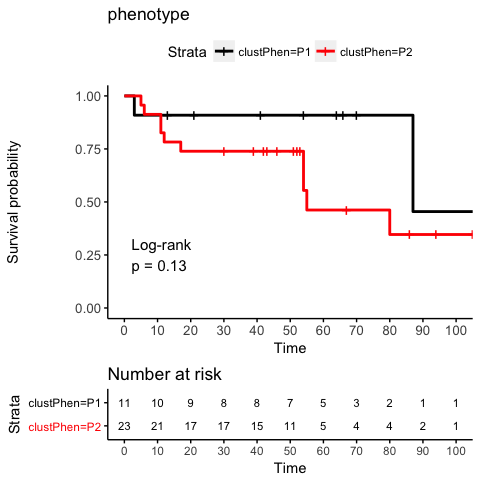 phenotype
Strata clustPhen=P1 clustPhen=P2
Survival probability
1.00
0.75
0.50
0.25
0.00
Log-rank
p = 0.13
0 10 20 30 40 50 60 70 80 90 100
Time
Number at risk
Strata
clustPhen=P1 11 10 9 8 8 7 5 3 2 1 1
clustPhen=P2 23 21 17 17 15 11 5 4 4 2 1
0 10 20 30 40 50 60 70 80 90 100
Time